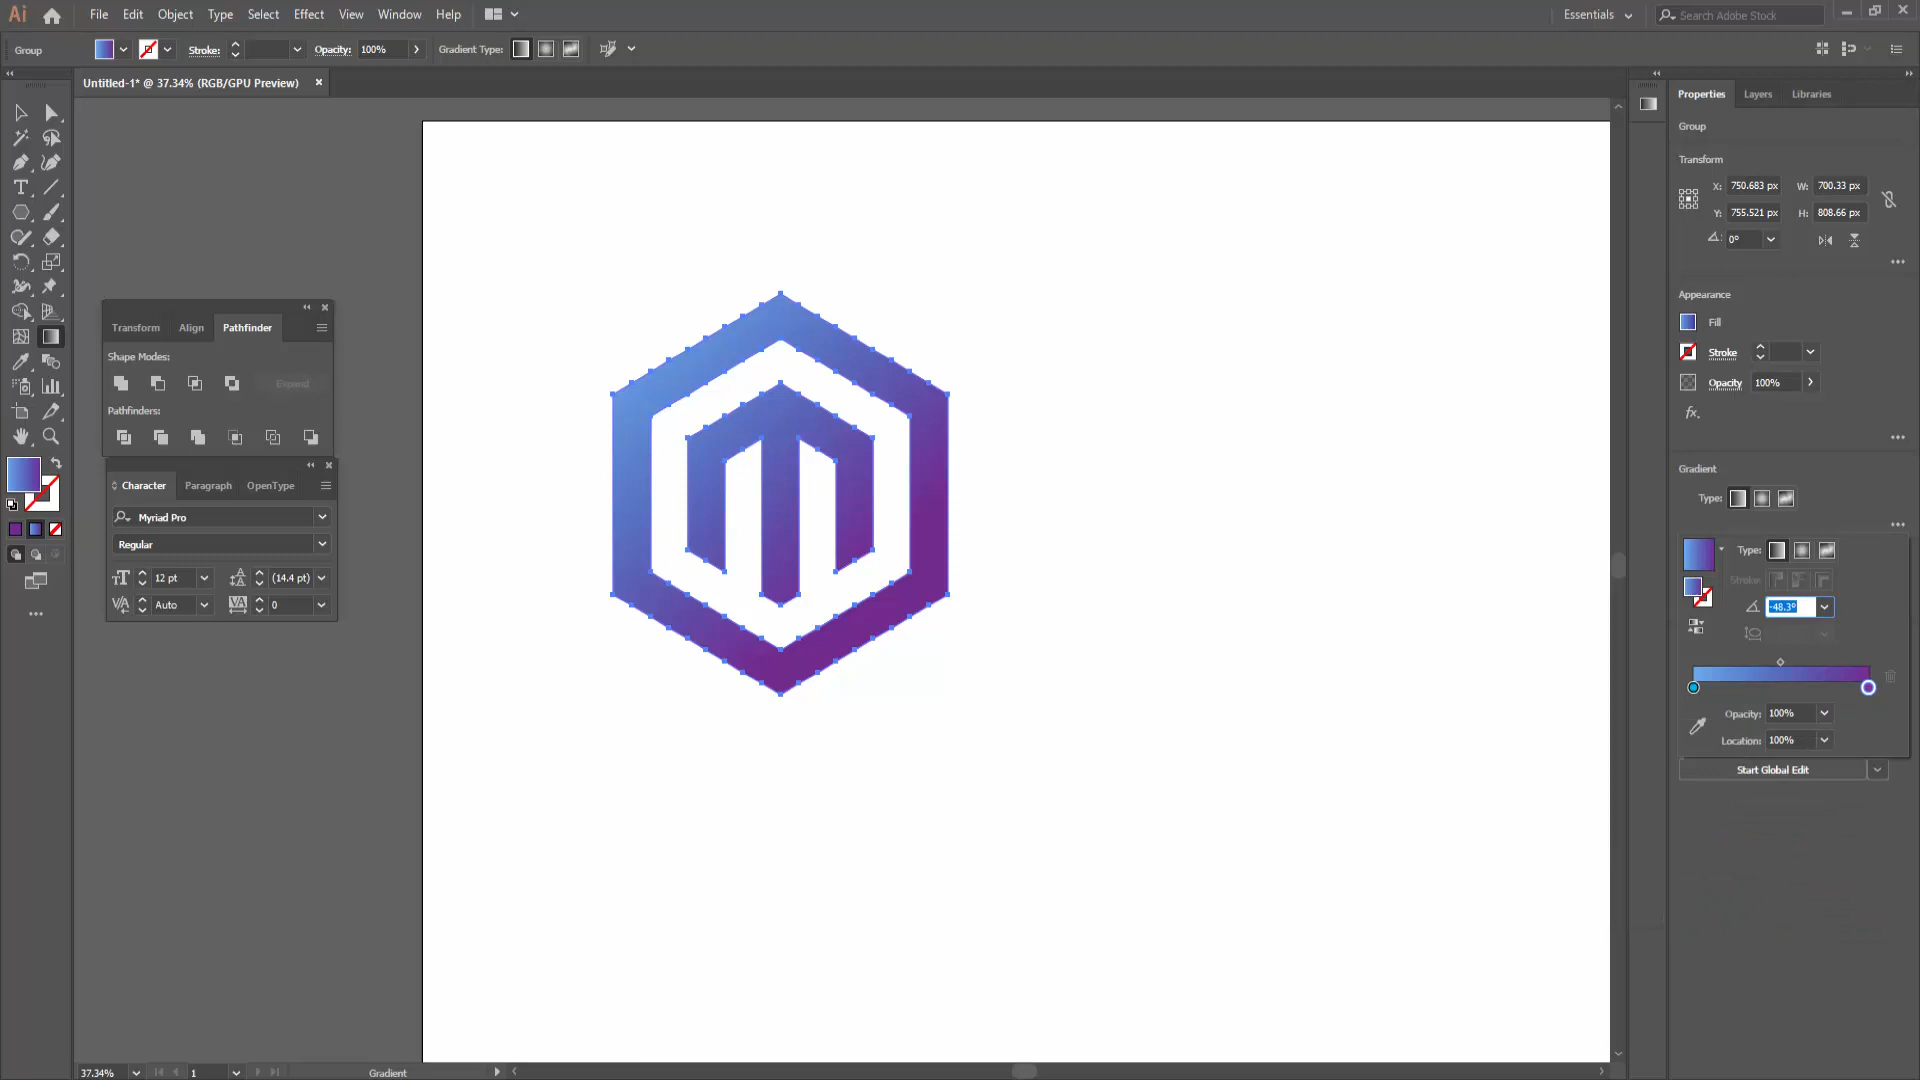 Ai File Edit Object Type Select Effect View Window Help Essentials Search Adobe Stock
Group Stroke: Opacity: 100% Gradient Type:
Untitled-1* @ 37.34% (RGB/GPU Preview)
Transform Align Pathfinder
Shape Modes:
Expand
Pathfinders:
Character Paragraph OpenType
Myriad Pro
Regular
12 pt (14.4 pt)
Auto 0
Properties Layers Libraries
Group
Transform
X: 750.683 px W: 700.33 px
Y: 755.521 px H: 808.66 px
0°
Appearance
Fill
Stroke
Opacity 100%
fx.
Gradient
Type:
Type:
Stroke:
-48.3°
Opacity: 100%
Location: 100%
Start Global Edit
37.34% 1 Gradient